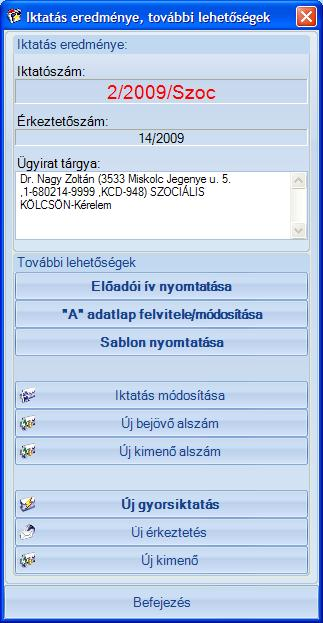 Iktatás eredménye, további lehetőségek
Iktatás eredménye:
Iktatószám:
2/2009/Szoc
Érkeztetőszám:
14/2009
Ügyirat tárgya:
Dr. Nagy Zoltán (3533 Miskolc Jegenye u. 5.
,1-680214-9999 ,KCD-948) SZOCIÁLIS
KÖLCSÖN-Kérelem
További lehetőségek
Előadói ív nyomtatása
"A" adatlap felvitele/módosítása
Sablon nyomtatása
Iktatás módosítása
Új bejövő alszám
Új kimenő alszám
Új gyorsiktatás
Új érkeztetés
Új kimenő
Befejezés